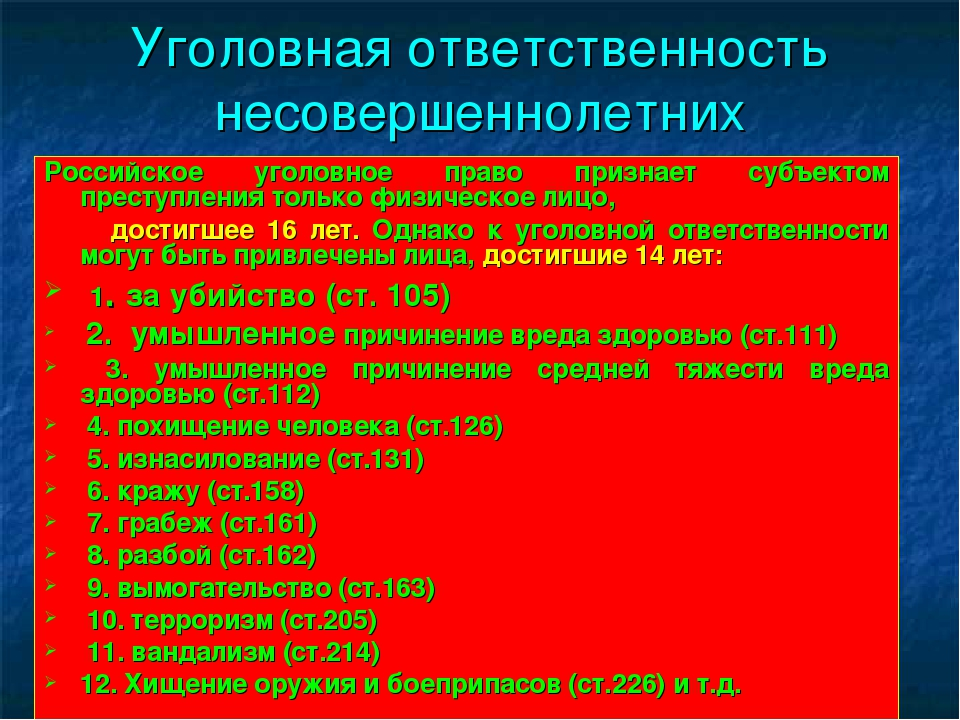 Уголовная ответственность
несовершеннолетних
Российское уголовное право признает субъектом
преступления только физическое лицо,
достигшее 16 лет. Однако к уголовной ответственности
могут быть привлечены лица, достигшие 14 лет:
1. за убийство (ст. 105)
2. умышленное причинение вреда здоровью (ст.111)
3. умышленное причинение средней тяжести вреда
здоровью (ст.112)
4. похищение человека (ст.126)
5. изнасилование (ст.131)
6. кражу (ст.158)
7. грабеж (ст.161)
8. разбой (ст.162)
9. вымогательство (ст.163)
10. терроризм (ст.205)
11. вандализм (ст.214)
12. Хищение оружия и боеприпасов (ст.226) и т.д.